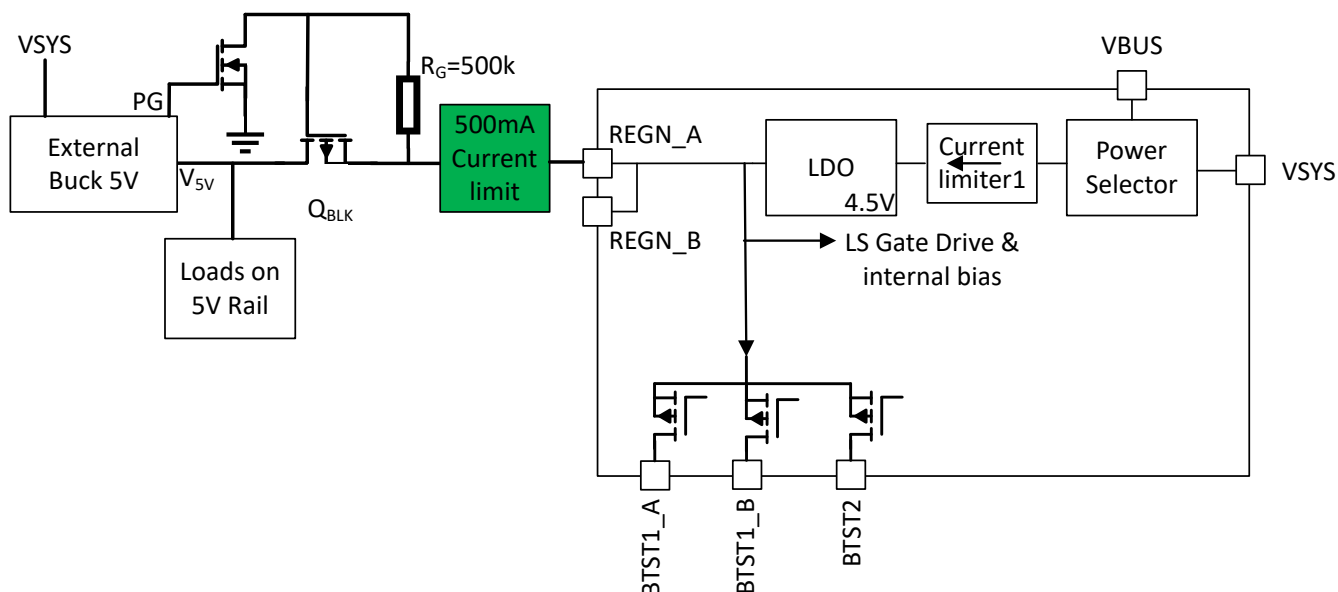 VSYS
PG
External
Buck 5V
V5V
QBLK
RG=500k
Loads on
5V Rail
500mA
Current
limit
REGN_A
REGN_B
LDO
4.5V
Current
limiter1
Power
Selector
VBUS
VSYS
LS Gate Drive &
internal bias
BTST1_A
BTST1_B
BTST2